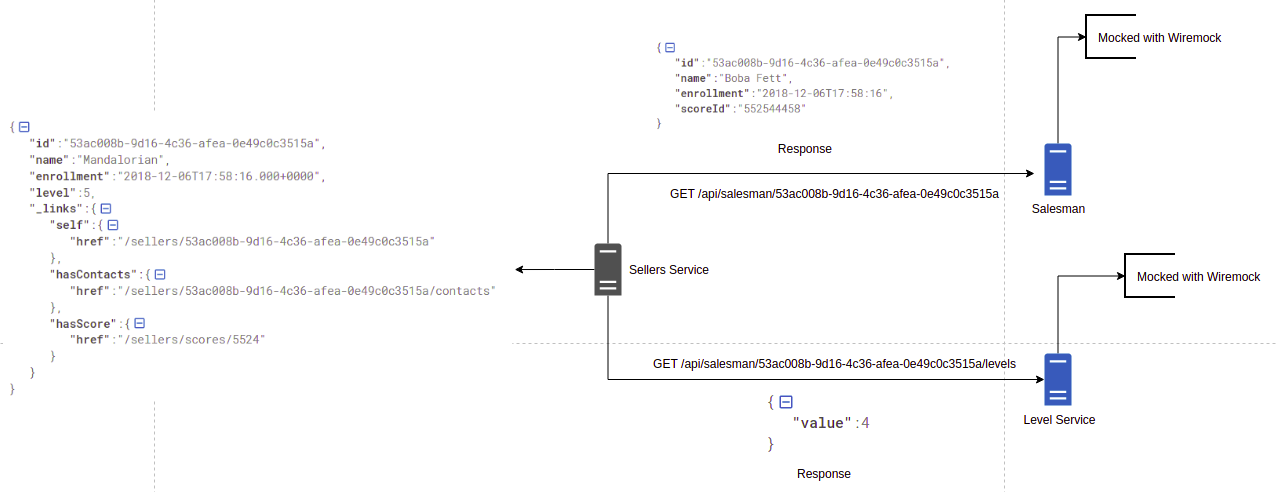 Mocked with Wiremock
{
"id":"53ac008b-9d16-4c36-afea-0e49c0c3515a",
"name":"Boba Fett",
"enrollment":"2018-12-06T17:58:16",
"scoreId":"552544458"
}
Response
GET /api/salesman/53ac008b-9d16-4c36-afea-0e49c0c3515a
Salesman
{
"id":"53ac008b-9d16-4c36-afea-0e49c0c3515a",
"name":"Mandalorian",
"enrollment":"2018-12-06T17:58:16.000+0000",
"level":5,
"_links":{
"self":{
"href":"/sellers/53ac008b-9d16-4c36-afea-0e49c0c3515a"
},
"hasContacts":{
"href":"/sellers/53ac008b-9d16-4c36-afea-0e49c0c3515a/contacts"
},
"hasScore":{
"href":"/sellers/scores/5524"
}
}
}
Sellers Service
Mocked with Wiremock
GET /api/salesman/53ac008b-9d16-4c36-afea-0e49c0c3515a/levels
{
"value":4
}
Level Service
Response